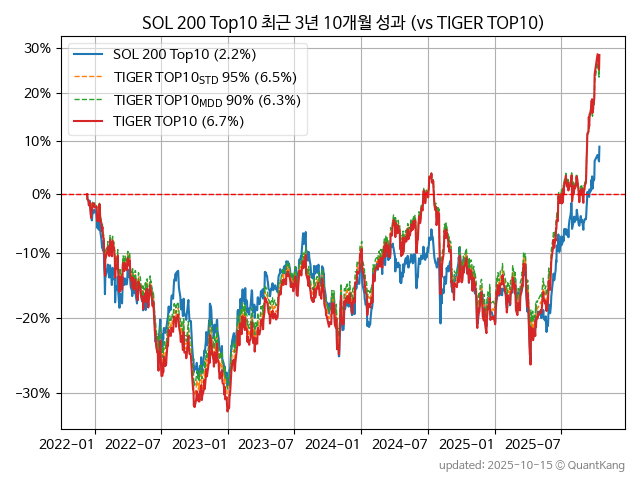 SOL 200 Top10 최근 3년 10개월 성과 (vs TIGER TOP10)
30%
20%
10%
0%
-10%
-20%
-30%
SOL 200 Top10 (2.2%)
TIGER TOP10STD 95% (6.5%)
TIGER TOP10MDD 90% (6.3%)
TIGER TOP10 (6.7%)
2022-01 2022-07 2023-01 2023-07 2024-01 2024-07 2025-01 2025-07
updated: 2025-10-15 © QuantKang